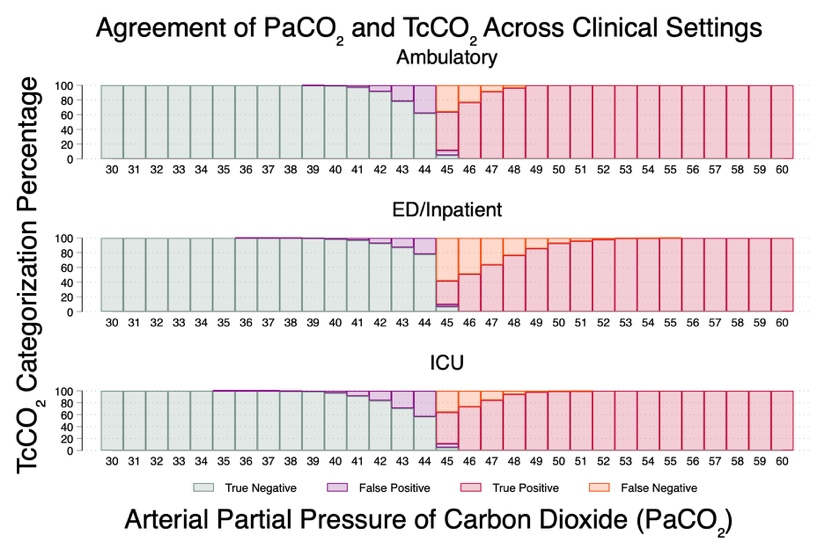 Agreement of PaCO₂ and TcCO₂ Across Clinical Settings
TcCO₂ Categorization Percentage
Ambulatory
100
80
60
40
20
0
30 31 32 33 34 35 36 37 38 39 40 41 42 43 44 45 46 47 48 49 50 51 52 53 54 55 56 57 58 59 60
ED/Inpatient
100
80
60
40
20
0
30 31 32 33 34 35 36 37 38 39 40 41 42 43 44 45 46 47 48 49 50 51 52 53 54 55 56 57 58 59 60
ICU
100
80
60
40
20
0
30 31 32 33 34 35 36 37 38 39 40 41 42 43 44 45 46 47 48 49 50 51 52 53 54 55 56 57 58 59 60
True Negative False Positive True Positive False Negative
Arterial Partial Pressure of Carbon Dioxide (PaCO₂)